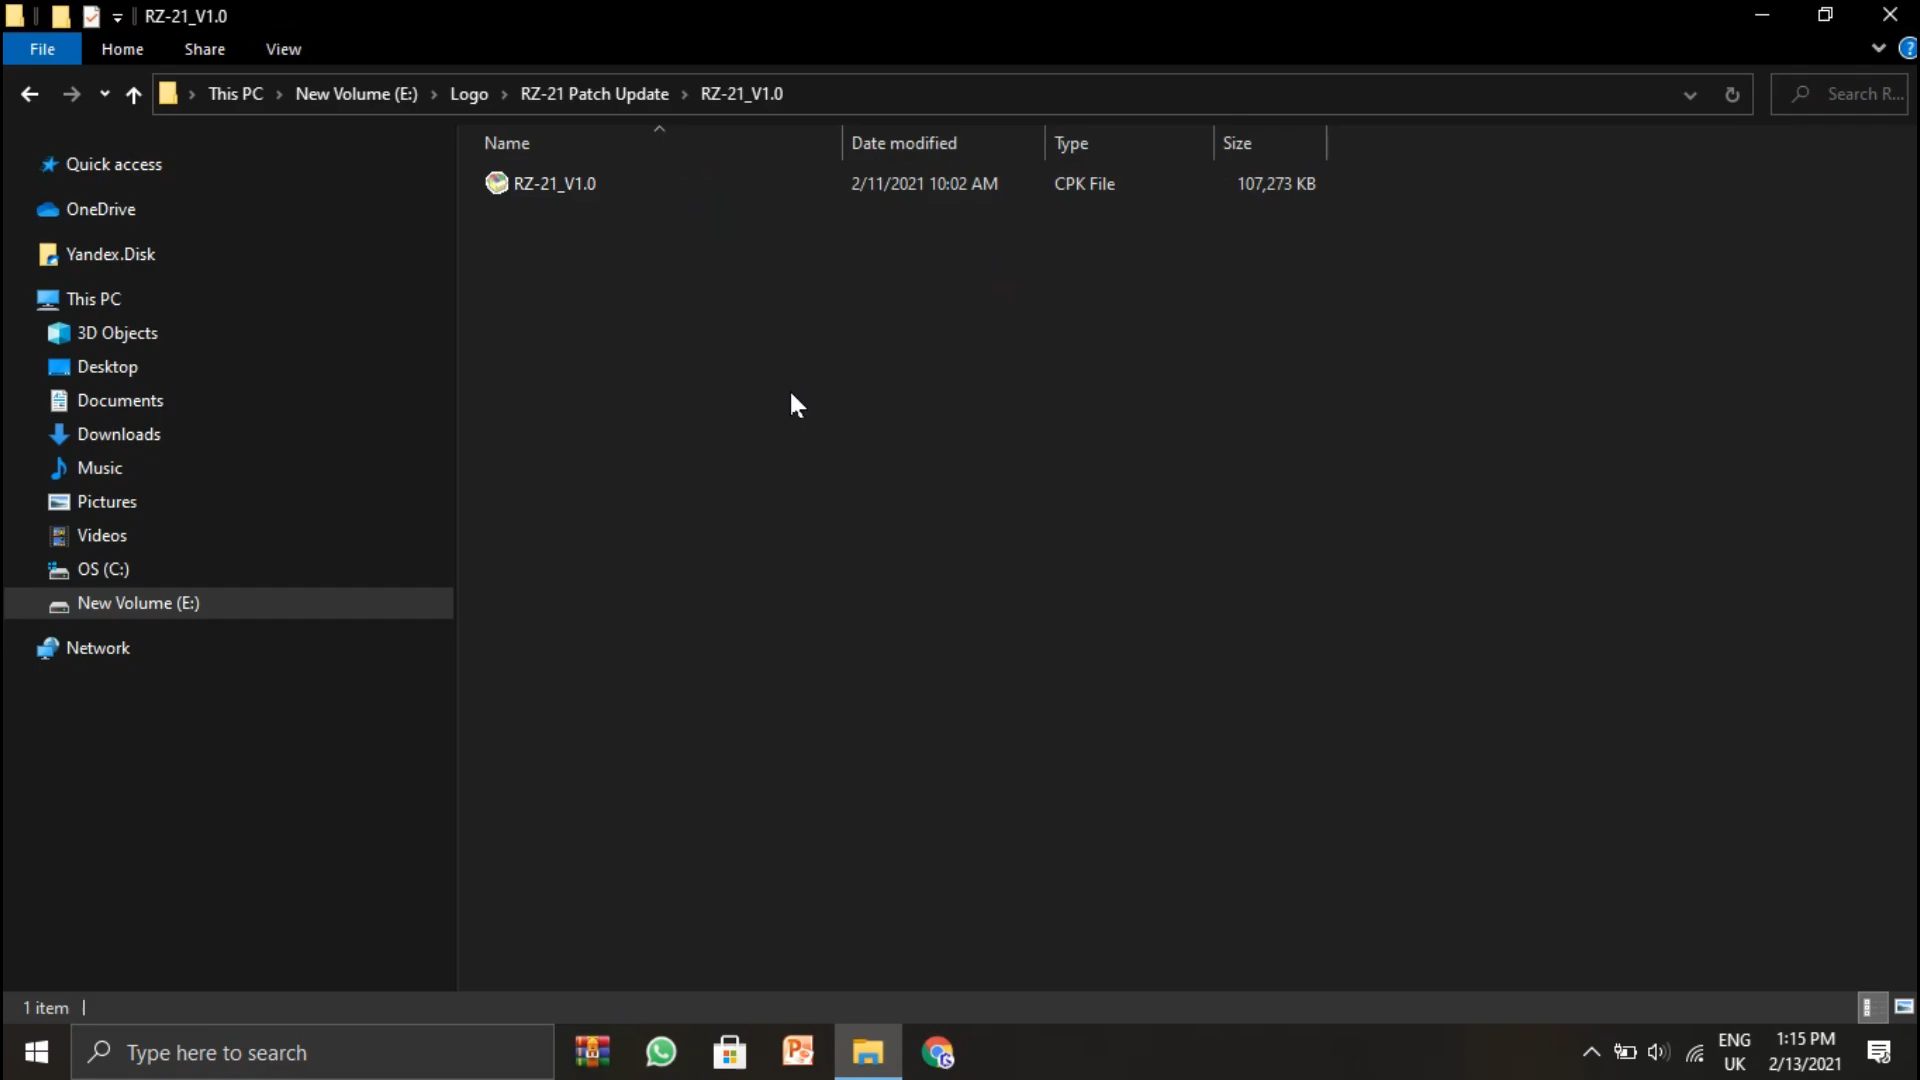 RZ-21_V1.0
File Home Share View
This PC New Volume (E:) Logo RZ-21 Patch Update RZ-21_V1.0 Search R...
Name Date modified Type Size
RZ-21_V1.0 2/11/2021 10:02 AM CPK File 107,273 KB
Quick access
OneDrive
Yandex.Disk
This PC
3D Objects
Desktop
Documents
Downloads
Music
Pictures
Videos
OS (C:)
New Volume (E:)
Network
1 item
Type here to search
ENG
UK
1:15 PM
2/13/2021